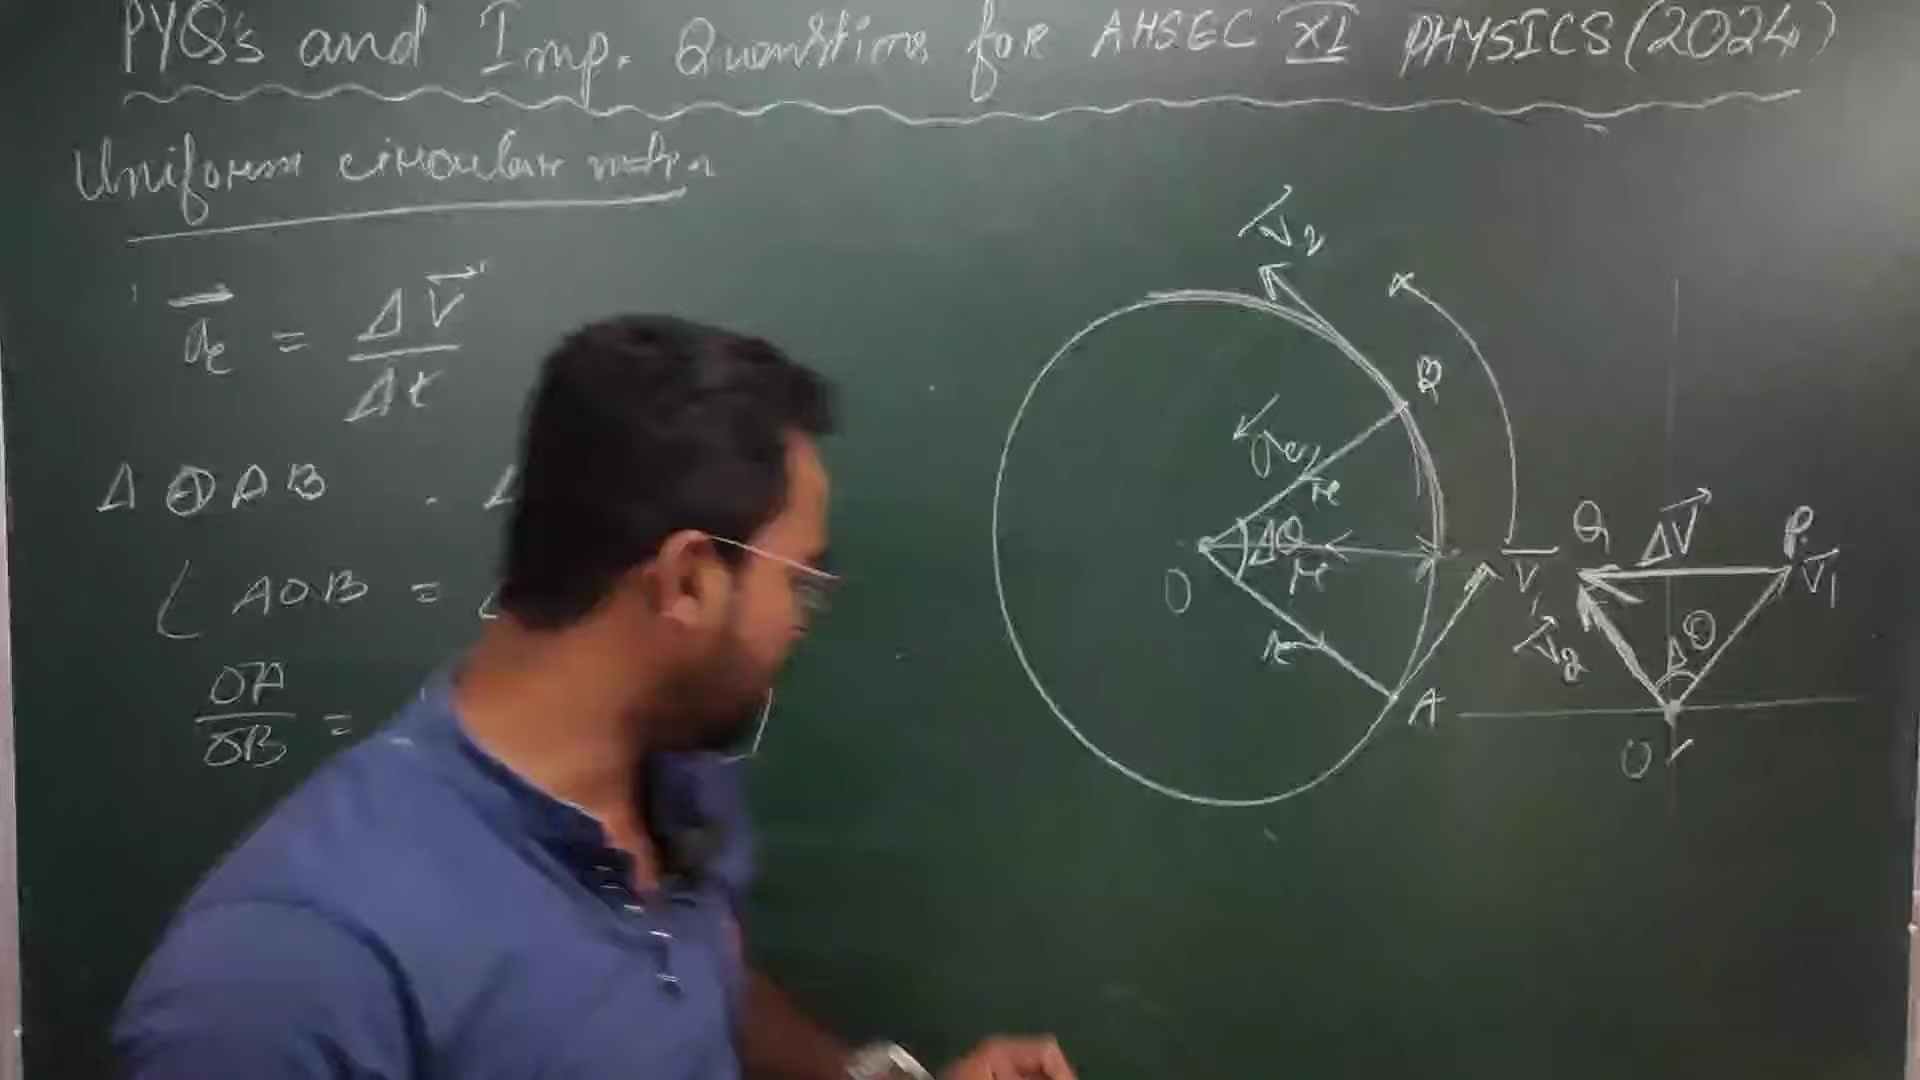 PYQ's and Imp. Quenstions for AHSEC XI PHYSICS (2024)
Uniform circular motion
a⃗c = ΔV⃗ / Δt
Δ OAB . Δ
∠ AOB =
OA / OB =
V⃗2
B
a⃗c
r
Δθ
r
O
r
A
V⃗1
Q ΔV⃗ P
V⃗1
V⃗2
Δθ
O'